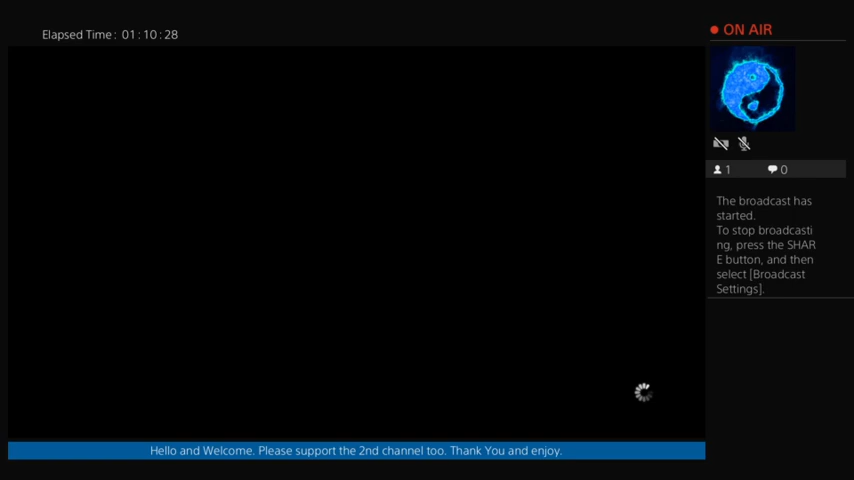 Elapsed Time: 01:10:28
ON AIR
1
0
The broadcast has
started.
To stop broadcasti
ng, press the SHAR
E button, and then
select [Broadcast
Settings].
Hello and Welcome. Please support the 2nd channel too. Thank You and enjoy.